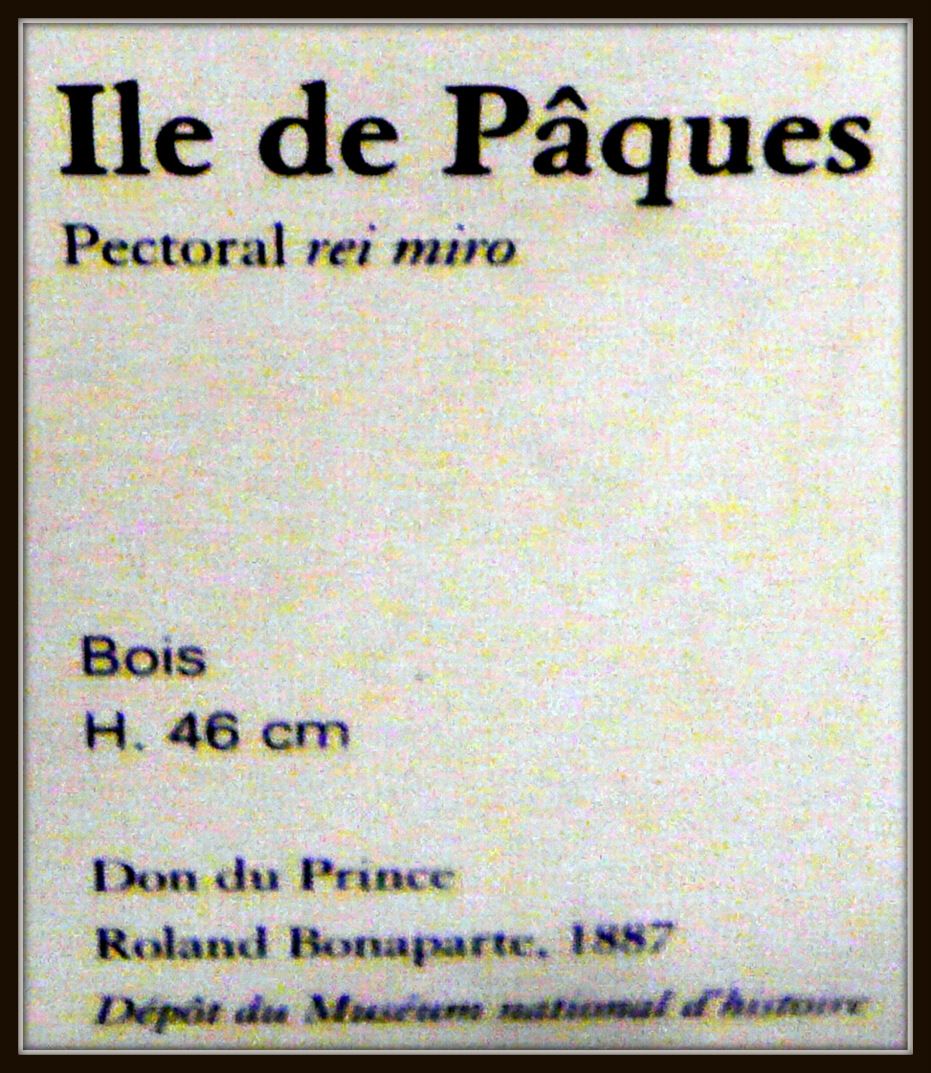 Ile de Pâques
Pectoral rei miro
Bois
H. 46 cm
Don du Prince
Roland Bonaparte, 1887
Dépôt du Muséum national d'histoire